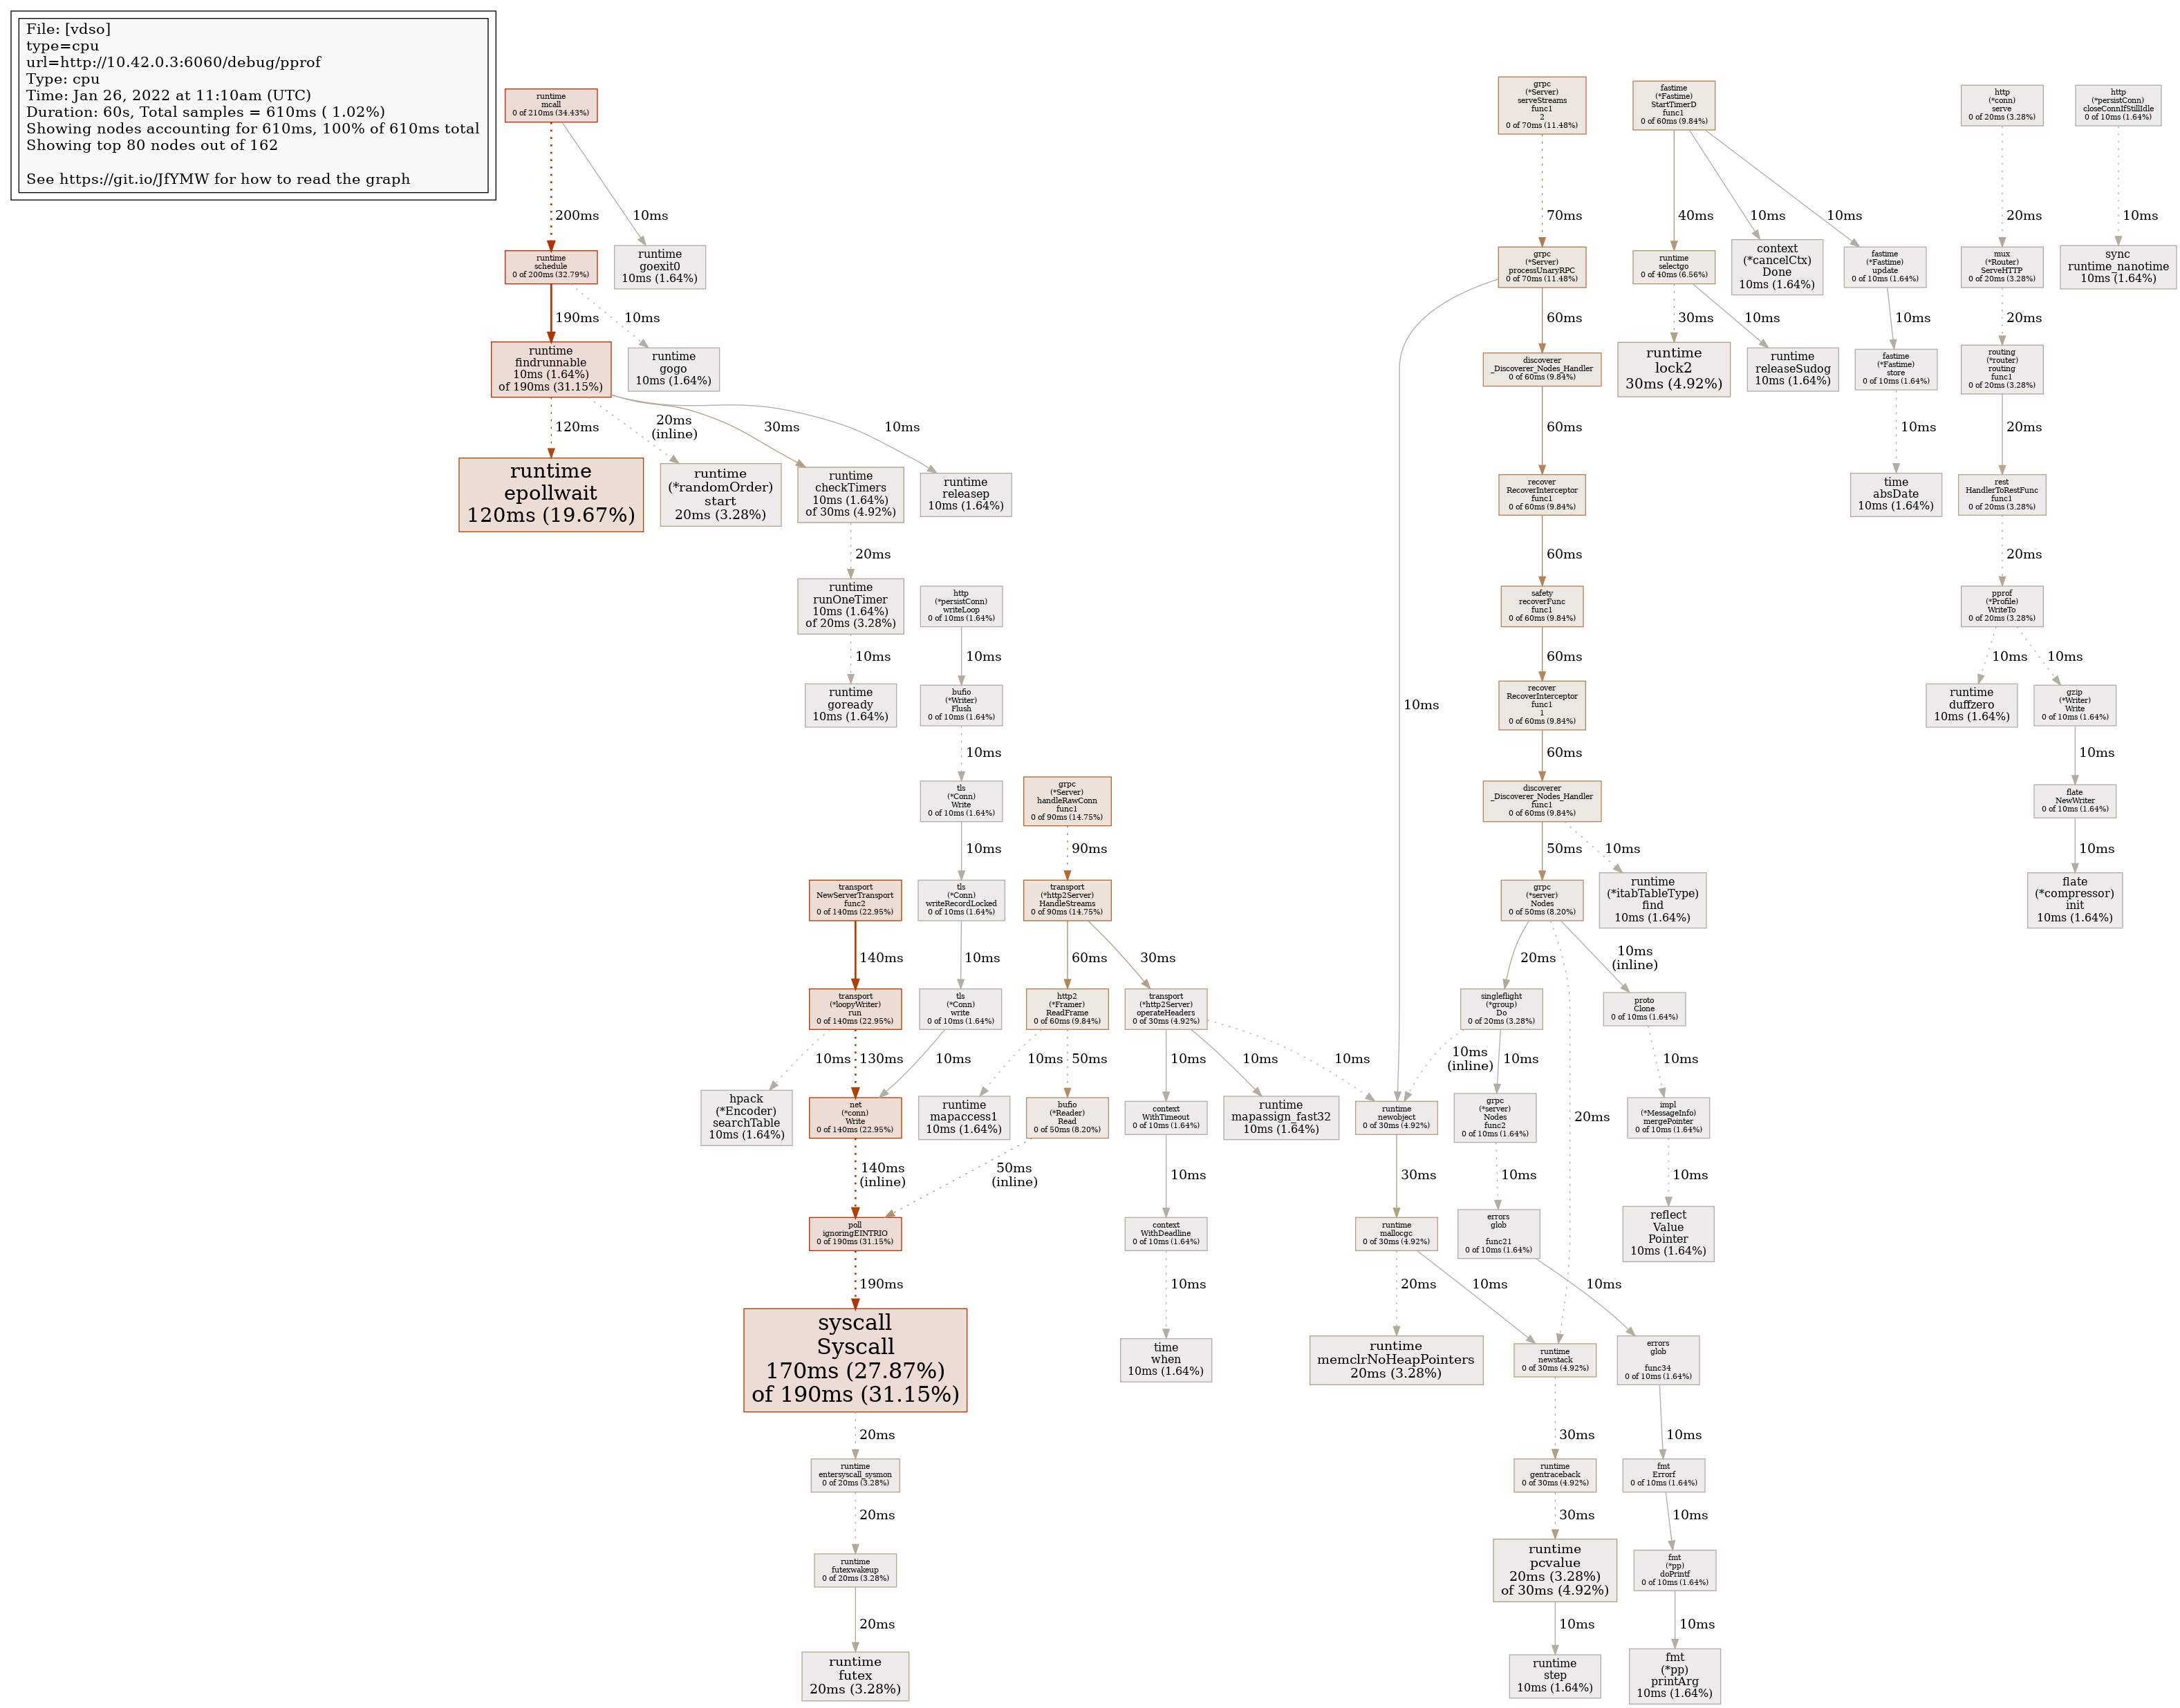 File: [vdso]
type=cpu
url=http://10.42.0.3:6060/debug/pprof
Type: cpu
Time: Jan 26, 2022 at 11:10am (UTC)
Duration: 60s, Total samples = 610ms ( 1.02%)
Showing nodes accounting for 610ms, 100% of 610ms total
Showing top 80 nodes out of 162
See https://git.io/JfYMW for how to read the graph
runtime
mcall
0 of 210ms (34.43%)
200ms
10ms
runtime
schedule
0 of 200ms (32.79%)
runtime
goexit0
10ms (1.64%)
190ms
10ms
runtime
findrunnable
10ms (1.64%)
of 190ms (31.15%)
runtime
gogo
10ms (1.64%)
120ms
20ms
(inline)
30ms
10ms
runtime
epollwait
120ms (19.67%)
runtime
(*randomOrder)
start
20ms (3.28%)
runtime
checkTimers
10ms (1.64%)
of 30ms (4.92%)
runtime
releasep
10ms (1.64%)
20ms
runtime
runOneTimer
10ms (1.64%)
of 20ms (3.28%)
10ms
runtime
goready
10ms (1.64%)
http
(*persistConn)
writeLoop
0 of 10ms (1.64%)
10ms
bufio
(*Writer)
Flush
0 of 10ms (1.64%)
10ms
tls
(*Conn)
Write
0 of 10ms (1.64%)
10ms
tls
(*Conn)
writeRecordLocked
0 of 10ms (1.64%)
10ms
tls
(*Conn)
write
0 of 10ms (1.64%)
10ms
transport
NewServerTransport
func2
0 of 140ms (22.95%)
140ms
transport
(*loopyWriter)
run
0 of 140ms (22.95%)
10ms
130ms
hpack
(*Encoder)
searchTable
10ms (1.64%)
net
(*conn)
Write
0 of 140ms (22.95%)
140ms
(inline)
poll
ignoringEINTRIO
0 of 190ms (31.15%)
190ms
syscall
Syscall
170ms (27.87%)
of 190ms (31.15%)
20ms
runtime
entersyscall_sysmon
0 of 20ms (3.28%)
20ms
runtime
futexwakeup
0 of 20ms (3.28%)
20ms
runtime
futex
20ms (3.28%)
grpc
(*Server)
handleRawConn
func1
0 of 90ms (14.75%)
90ms
transport
(*http2Server)
HandleStreams
0 of 90ms (14.75%)
60ms
30ms
http2
(*Framer)
ReadFrame
0 of 60ms (9.84%)
transport
(*http2Server)
operateHeaders
0 of 30ms (4.92%)
10ms
50ms
10ms
10ms
10ms
runtime
mapaccess1
10ms (1.64%)
bufio
(*Reader)
Read
0 of 50ms (8.20%)
50ms
(inline)
context
WithTimeout
0 of 10ms (1.64%)
runtime
mapassign_fast32
10ms (1.64%)
10ms
context
WithDeadline
0 of 10ms (1.64%)
10ms
time
when
10ms (1.64%)
grpc
(*Server)
serveStreams
func1
2
0 of 70ms (11.48%)
70ms
grpc
(*Server)
processUnaryRPC
0 of 70ms (11.48%)
10ms
60ms
discoverer
_Discoverer_Nodes_Handler
0 of 60ms (9.84%)
60ms
recover
RecoverInterceptor
func1
0 of 60ms (9.84%)
60ms
safety
recoverFunc
func1
0 of 60ms (9.84%)
60ms
recover
RecoverInterceptor
func1
1
0 of 60ms (9.84%)
60ms
discoverer
_Discoverer_Nodes_Handler
func1
0 of 60ms (9.84%)
50ms
10ms
grpc
(*server)
Nodes
0 of 50ms (8.20%)
runtime
(*itabTableType)
find
10ms (1.64%)
20ms
20ms
10ms
(inline)
singleflight
(*group)
Do
0 of 20ms (3.28%)
proto
Clone
0 of 10ms (1.64%)
10ms
(inline)
10ms
10ms
runtime
newobject
0 of 30ms (4.92%)
grpc
(*server)
Nodes
func2
0 of 10ms (1.64%)
impl
(*MessageInfo)
mergePointer
0 of 10ms (1.64%)
30ms
10ms
10ms
runtime
mallocgc
0 of 30ms (4.92%)
errors
glob
func21
0 of 10ms (1.64%)
reflect
Value
Pointer
10ms (1.64%)
20ms
10ms
10ms
runtime
memclrNoHeapPointers
20ms (3.28%)
runtime
newstack
0 of 30ms (4.92%)
errors
glob
func34
0 of 10ms (1.64%)
30ms
10ms
runtime
gentraceback
0 of 30ms (4.92%)
fmt
Errorf
0 of 10ms (1.64%)
30ms
10ms
runtime
pcvalue
20ms (3.28%)
of 30ms (4.92%)
fmt
(*pp)
doPrintf
0 of 10ms (1.64%)
10ms
10ms
runtime
step
10ms (1.64%)
fmt
(*pp)
printArg
10ms (1.64%)
fastime
(*Fastime)
StartTimerD
func1
0 of 60ms (9.84%)
40ms
10ms
10ms
runtime
selectgo
0 of 40ms (6.56%)
context
(*cancelCtx)
Done
10ms (1.64%)
fastime
(*Fastime)
update
0 of 10ms (1.64%)
30ms
10ms
10ms
runtime
lock2
30ms (4.92%)
runtime
releaseSudog
10ms (1.64%)
fastime
(*Fastime)
store
0 of 10ms (1.64%)
10ms
time
absDate
10ms (1.64%)
http
(*conn)
serve
0 of 20ms (3.28%)
20ms
mux
(*Router)
ServeHTTP
0 of 20ms (3.28%)
20ms
routing
(*router)
routing
func1
0 of 20ms (3.28%)
20ms
rest
HandlerToRestFunc
func1
0 of 20ms (3.28%)
20ms
pprof
(*Profile)
WriteTo
0 of 20ms (3.28%)
10ms
10ms
runtime
duffzero
10ms (1.64%)
gzip
(*Writer)
Write
0 of 10ms (1.64%)
10ms
flate
NewWriter
0 of 10ms (1.64%)
10ms
flate
(*compressor)
init
10ms (1.64%)
http
(*persistConn)
closeConnIfStillIdle
0 of 10ms (1.64%)
10ms
sync
runtime_nanotime
10ms (1.64%)